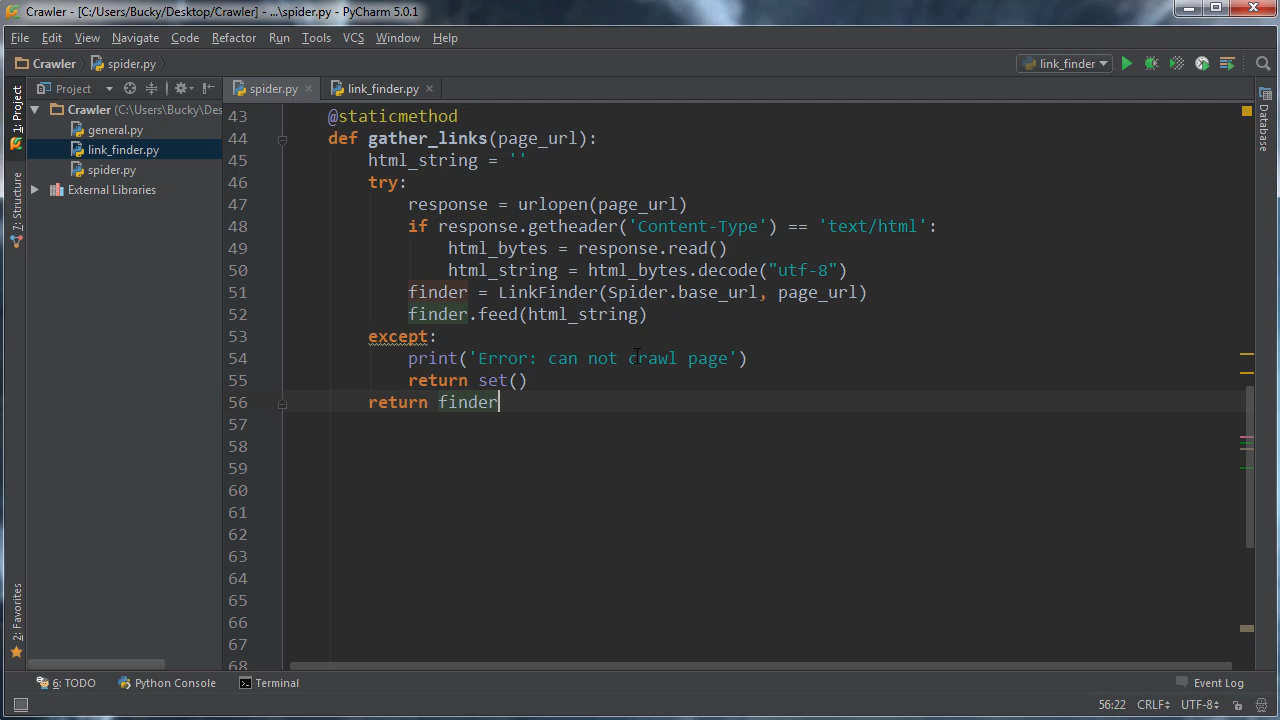 Crawler - [C:/Users/Bucky/Desktop/Crawler] - ...\spider.py - PyCharm 5.0.1
File Edit View Navigate Code Refactor Run Tools VCS Window Help
Crawler spider.py link_finder
1: Project
7: Structure
2: Favorites
Project
Crawler (C:\Users\Bucky\Des
general.py
link_finder.py
spider.py
External Libraries
spider.py link_finder.py
43 @staticmethod
44 def gather_links(page_url):
45 html_string = ''
46 try:
47 response = urlopen(page_url)
48 if response.getheader('Content-Type') == 'text/html':
49 html_bytes = response.read()
50 html_string = html_bytes.decode("utf-8")
51 finder = LinkFinder(Spider.base_url, page_url)
52 finder.feed(html_string)
53 except:
54 print('Error: can not crawl page')
55 return set()
56 return finder
57
58
59
60
61
62
63
64
65
66
67
68
Database
6: TODO Python Console Terminal Event Log
56:22 CRLF UTF-8